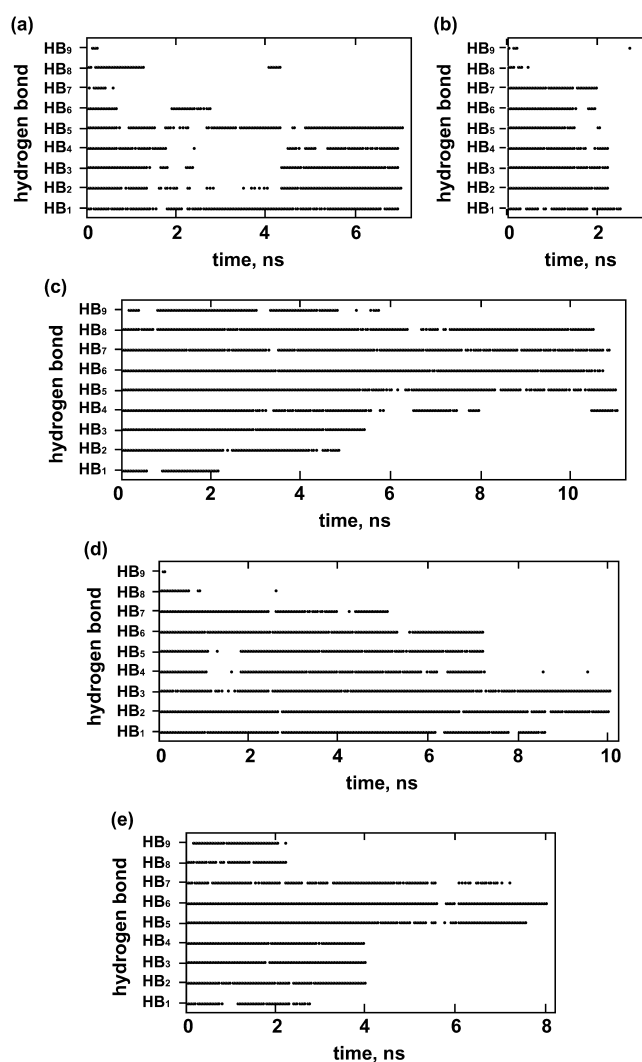 (a)
hydrogen bond
HB₉
HB₈
HB₇
HB₆
HB₅
HB₄
HB₃
HB₂
HB₁
0 2 4 6
time, ns
(b)
hydrogen bond
HB₉
HB₈
HB₇
HB₆
HB₅
HB₄
HB₃
HB₂
HB₁
0 2
time, ns
(c)
hydrogen bond
HB₉
HB₈
HB₇
HB₆
HB₅
HB₄
HB₃
HB₂
HB₁
0 2 4 6 8 10
time, ns
(d)
hydrogen bond
HB₉
HB₈
HB₇
HB₆
HB₅
HB₄
HB₃
HB₂
HB₁
0 2 4 6 8 10
time, ns
(e)
hydrogen bond
HB₉
HB₈
HB₇
HB₆
HB₅
HB₄
HB₃
HB₂
HB₁
0 2 4 6 8
time, ns